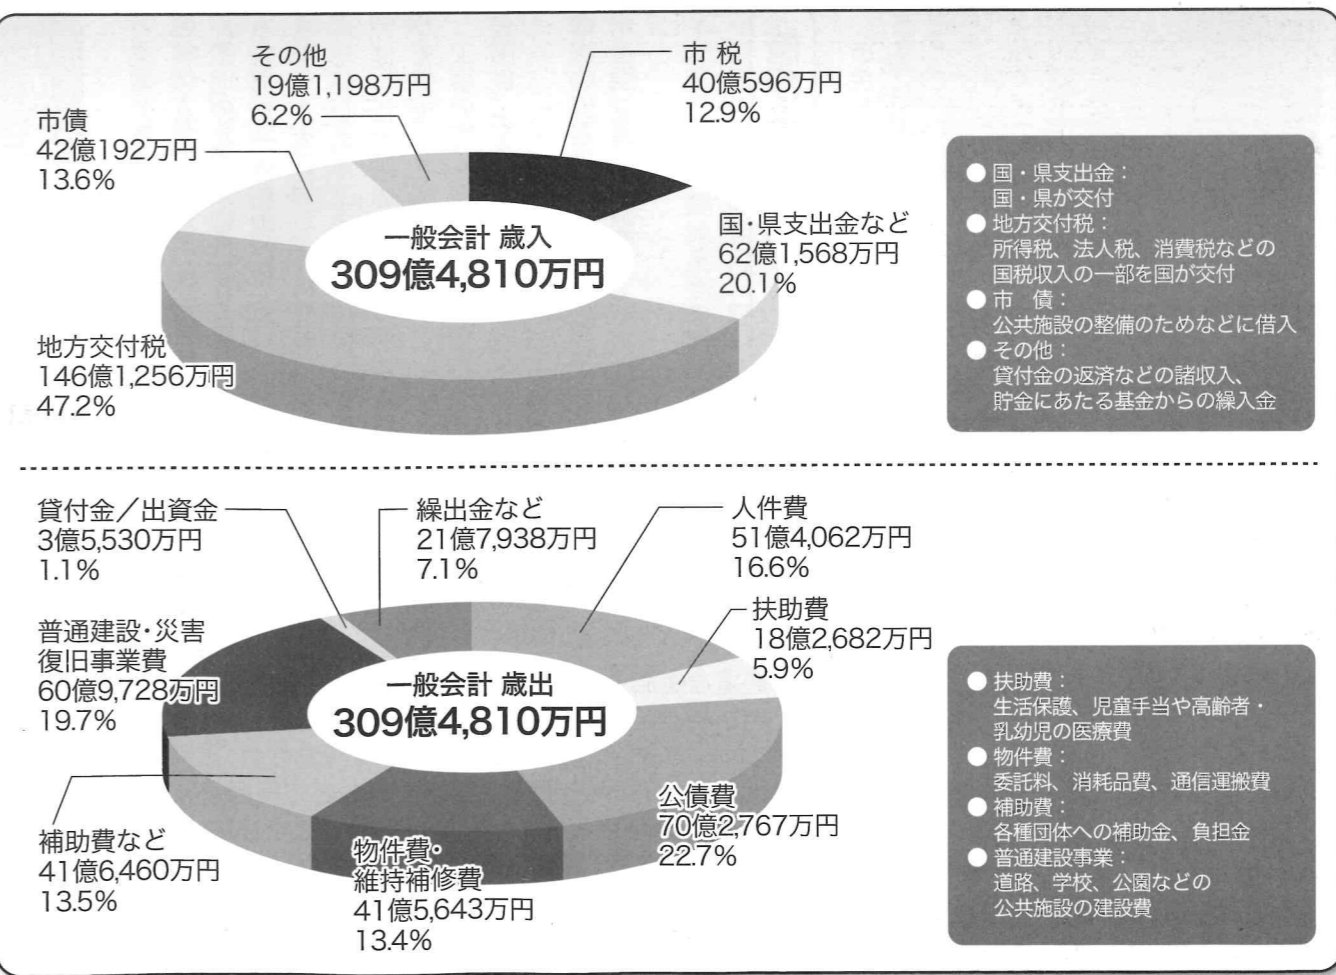 その他
19億1,198万円
6.2%
市 税
40億596万円
12.9%
市債
42億192万円
13.6%
国・県支出金など
62億1,568万円
20.1%
一般会計 歳入
309億4,810万円
地方交付税
146億1,256万円
47.2%
●国・県支出金：
国・県が交付
●地方交付税：
所得税、法人税、消費税などの
国税収入の一部を国が交付
●市　債：
公共施設の整備のためなどに借入
●その他：
貸付金の返済などの諸収入、
貯金にあたる基金からの繰入金
貸付金／出資金
3億5,530万円
1.1%
繰出金など
21億7,938万円
7.1%
人件費
51億4,062万円
16.6%
扶助費
18億2,682万円
5.9%
普通建設・災害
復旧事業費
60億9,728万円
19.7%
一般会計 歳出
309億4,810万円
公債費
70億2,767万円
22.7%
補助費など
41億6,460万円
13.5%
物件費・
維持補修費
41億5,643万円
13.4%
●扶助費：
生活保護、児童手当や高齢者・
乳幼児の医療費
●物件費：
委託料、消耗品費、通信運搬費
●補助費：
各種団体への補助金、負担金
●普通建設事業：
道路、学校、公園などの
公共施設の建設費